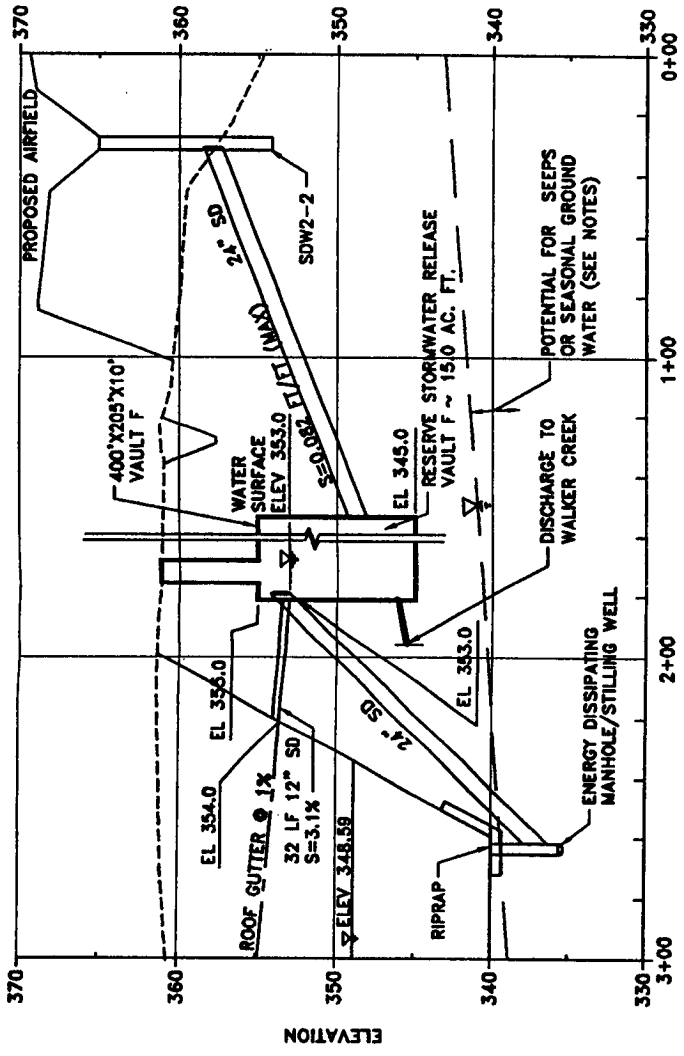 370
360
350
340
330
ELEVATION
PROPOSED AIRFIELD
400'X205'X10'
VAULT F
WATER
SURFACE
ELEV 353.0
24" SD
S=0.082 FT/FT (MAX)
SDW2-2
EL 355.0
EL 354.0
ROOF GUTTER @ 1%
32 LF 12" SD
S=3.1%
ELEV 348.59
EL 345.0
RESERVE STORMWATER RELEASE
VAULT F ~ 15.0 AC. FT.
24" SD
EL 353.0
RIPRAP
DISCHARGE TO
WALKER CREEK
POTENTIAL FOR SEEPS
OR SEASONAL GROUND
WATER (SEE NOTES)
ENERGY DISSIPATING
MANHOLE/STILLING WELL
370
360
350
340
330
3+00
2+00
1+00
0+00